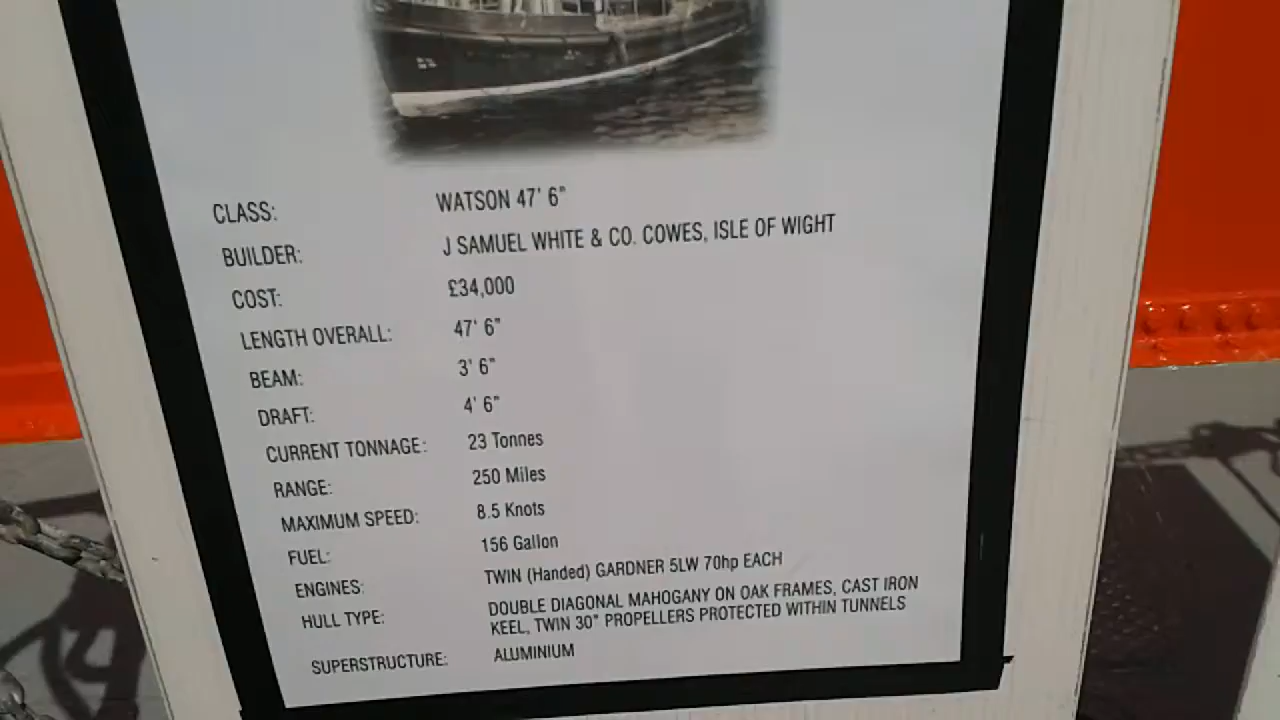 CLASS: WATSON 47' 6"
BUILDER: J SAMUEL WHITE & CO. COWES, ISLE OF WIGHT
COST: £34,000
LENGTH OVERALL: 47' 6"
BEAM: 3' 6"
DRAFT: 4' 6"
CURRENT TONNAGE: 23 Tonnes
RANGE: 250 Miles
MAXIMUM SPEED: 8.5 Knots
FUEL: 156 Gallon
ENGINES: TWIN (Handed) GARDNER 5LW 70hp EACH
HULL TYPE: DOUBLE DIAGONAL MAHOGANY ON OAK FRAMES, CAST IRON
KEEL, TWIN 30" PROPELLERS PROTECTED WITHIN TUNNELS
SUPERSTRUCTURE: ALUMINIUM